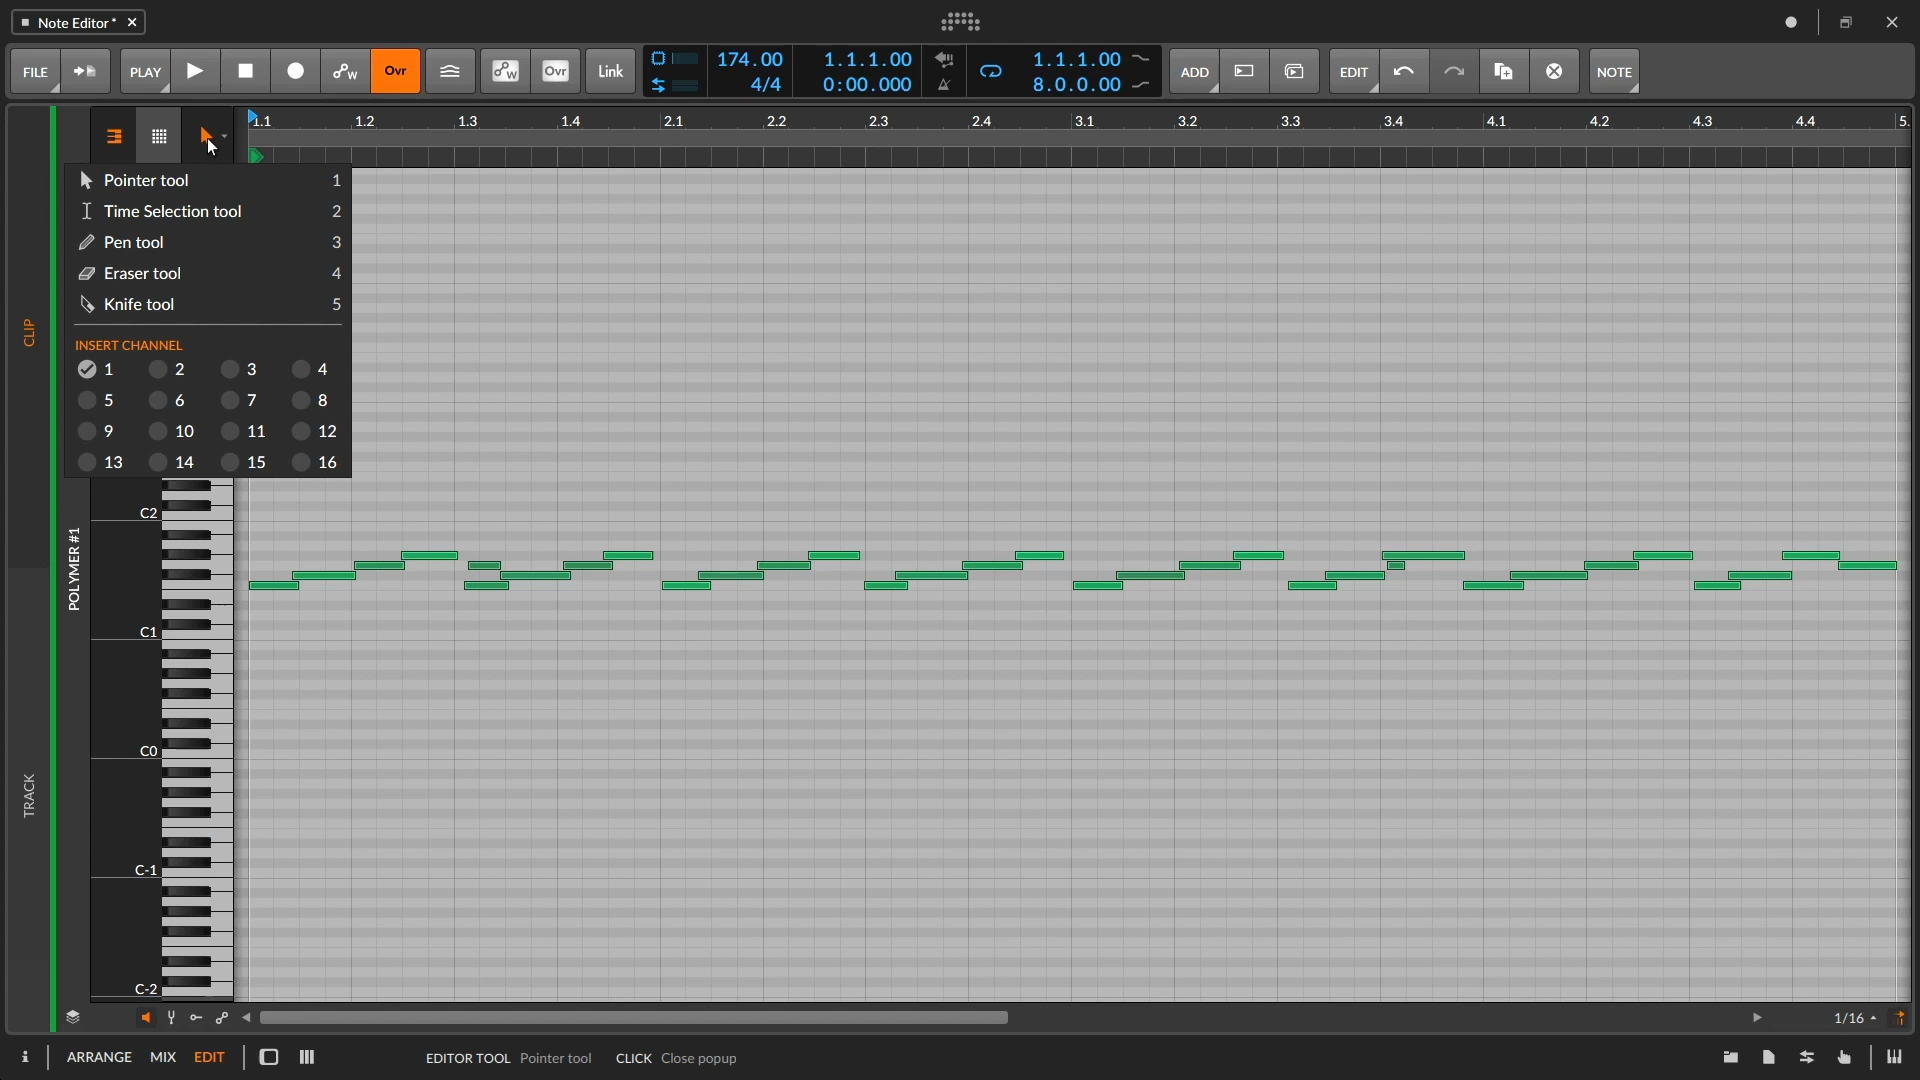 Note Editor*
FILE PLAY Ovr Ovr Link 174.00 4/4 1.1.1.00 0:00.000 1.1.1.00 8.0.0.00 ADD EDIT NOTE
1.1 1.2 1.3 1.4 2.1 2.2 2.3 2.4 3.1 3.2 3.3 3.4 4.1 4.2 4.3 4.4 5.
Pointer tool 1
Time Selection tool 2
Pen tool 3
Eraser tool 4
Knife tool 5
INSERT CHANNEL
1 2 3 4
5 6 7 8
9 10 11 12
13 14 15 16
CLIP
TRACK
POLYMER #1
C2
C1
C0
C-1
C-2
1/16
ARRANGE MIX EDIT EDITOR TOOL Pointer tool CLICK Close popup